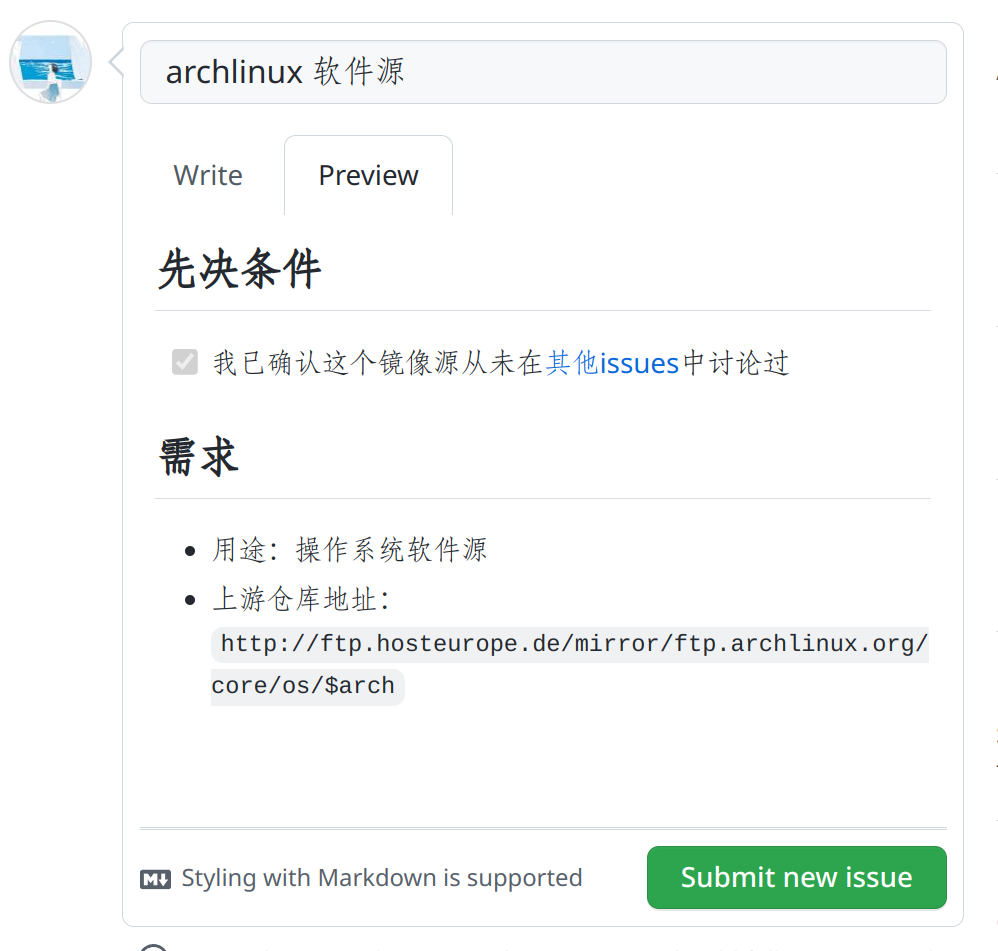 archlinux 软件源
Write
Preview
先决条件
我已确认这个镜像源从未在其他issues中讨论过
需求
用途：操作系统软件源
上游仓库地址：
http://ftp.hosteurope.de/mirror/ftp.archlinux.org/
core/os/$arch
Styling with Markdown is supported
Submit new issue